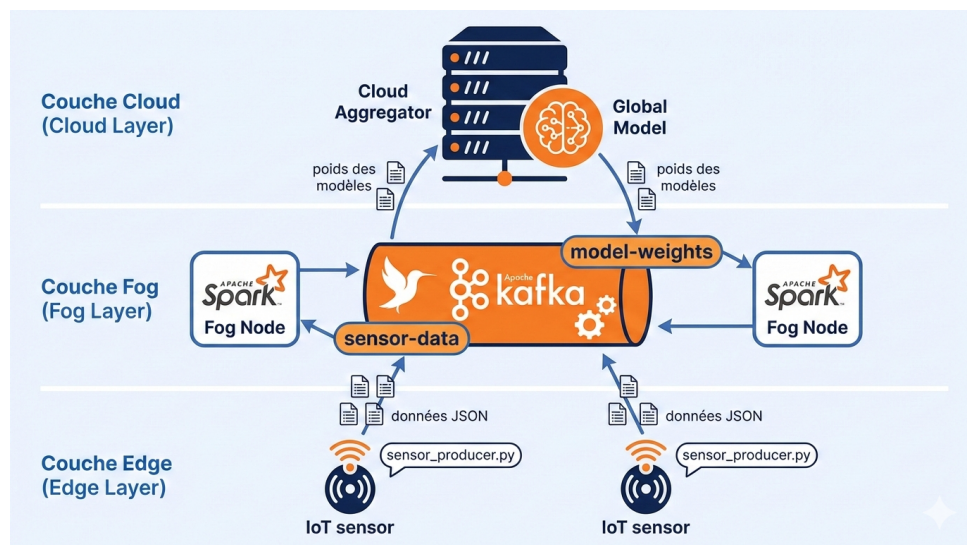 Couche Cloud
(Cloud Layer)
Cloud
Aggregator
Global
Model
poids des
modèles
poids des
modèles
Couche Fog
(Fog Layer)
APACHE
Spark™
Fog Node
Apache
kafka
model-weights
sensor-data
APACHE
Spark™
Fog Node
données JSON
données JSON
Couche Edge
(Edge Layer)
sensor_producer.py
sensor_producer.py
IoT sensor
IoT sensor